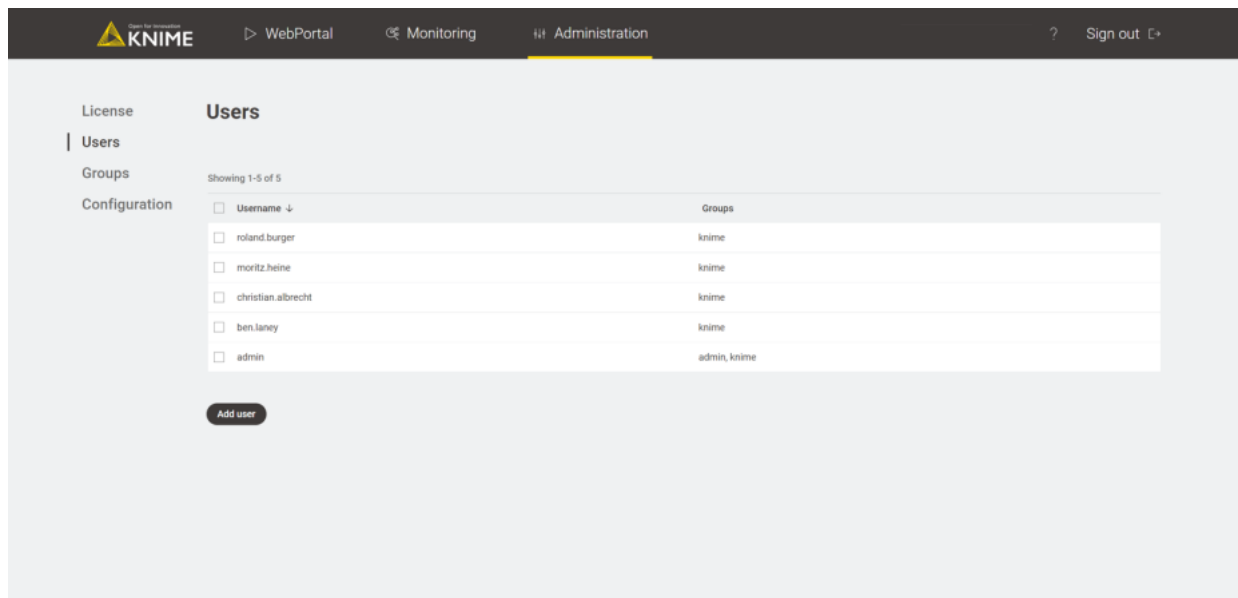 Open for Innovation
KNIME
WebPortal
Monitoring
Administration
?
Sign out
License
Users
Groups
Configuration
Users
Showing 1-5 of 5
Username ↓ Groups
roland.burger knime
moritz.heine knime
christian.albrecht knime
ben.laney knime
admin admin, knime
Add user